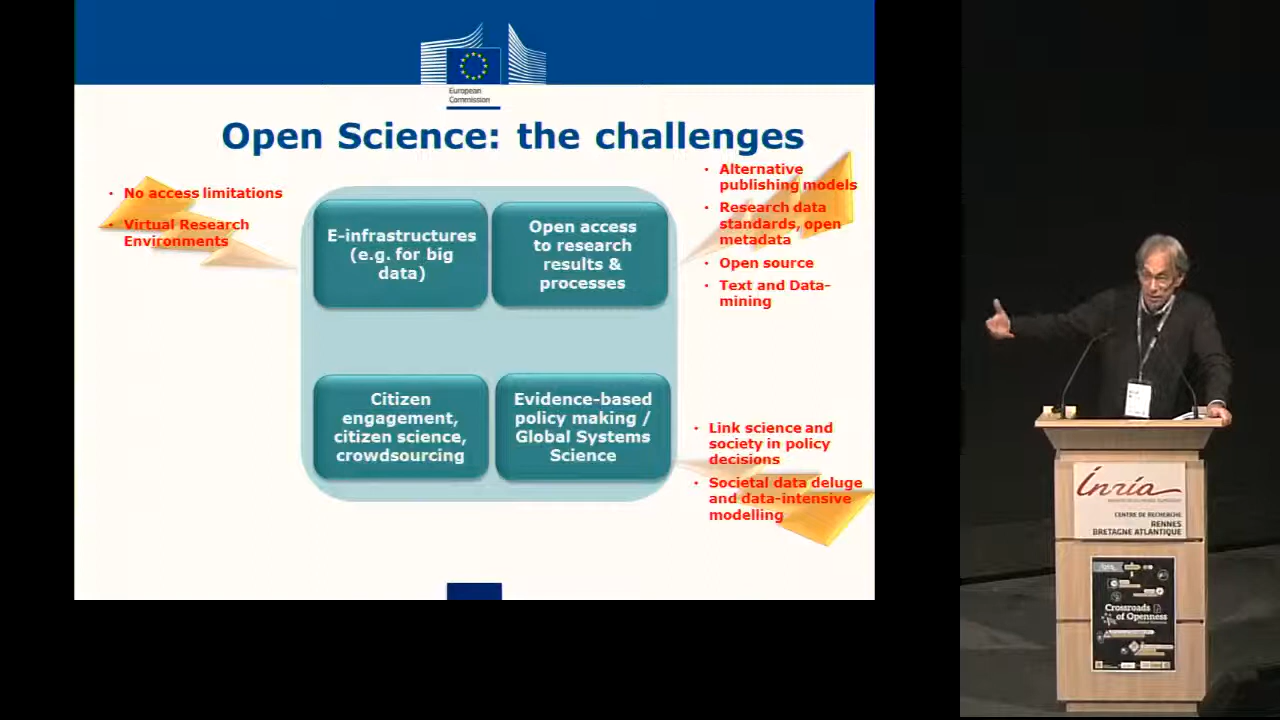 European
Commission
Open Science: the challenges
• No access limitations
• Virtual Research
Environments
E-infrastructures
(e.g. for big
data)
Open access
to research
results &
processes
• Alternative
publishing models
• Research data
standards, open
metadata
• Open source
• Text and Data-
mining
Citizen
engagement,
citizen science,
crowdsourcing
Evidence-based
policy making /
Global Systems
Science
• Link science and
society in policy
decisions
• Societal data deluge
and data-intensive
modelling
Inria
CENTRE DE RECHERCHE
RENNES
BRETAGNE ATLANTIQUE
Crossroads
of Openness